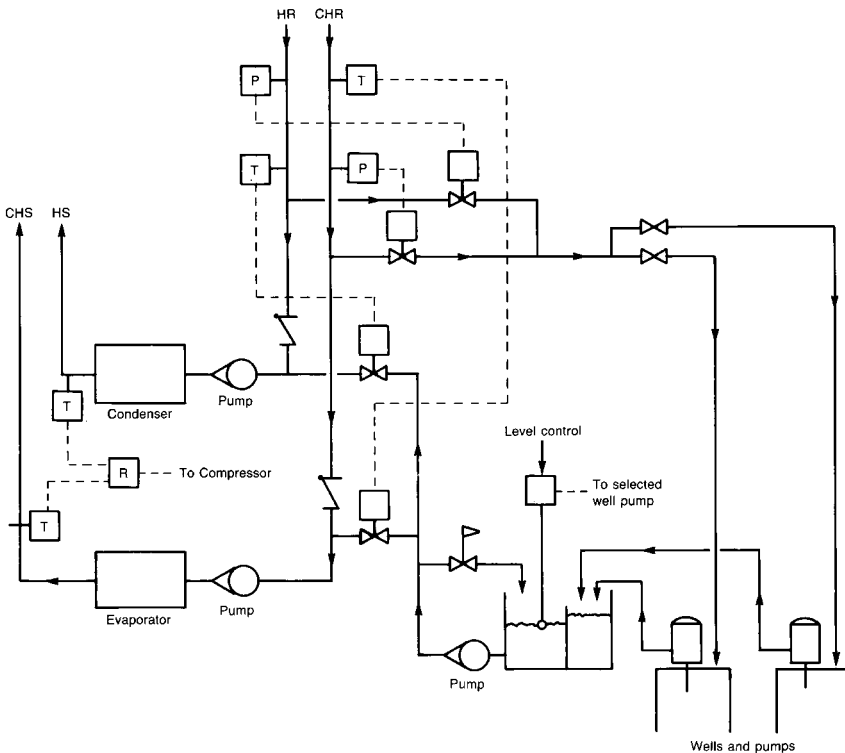 HR
CHR
P
T
T
P
CHS
HS
Condenser
Pump
T
R
To Compressor
Level control
To selected
well pump
T
Evaporator
Pump
Pump
Wells and pumps